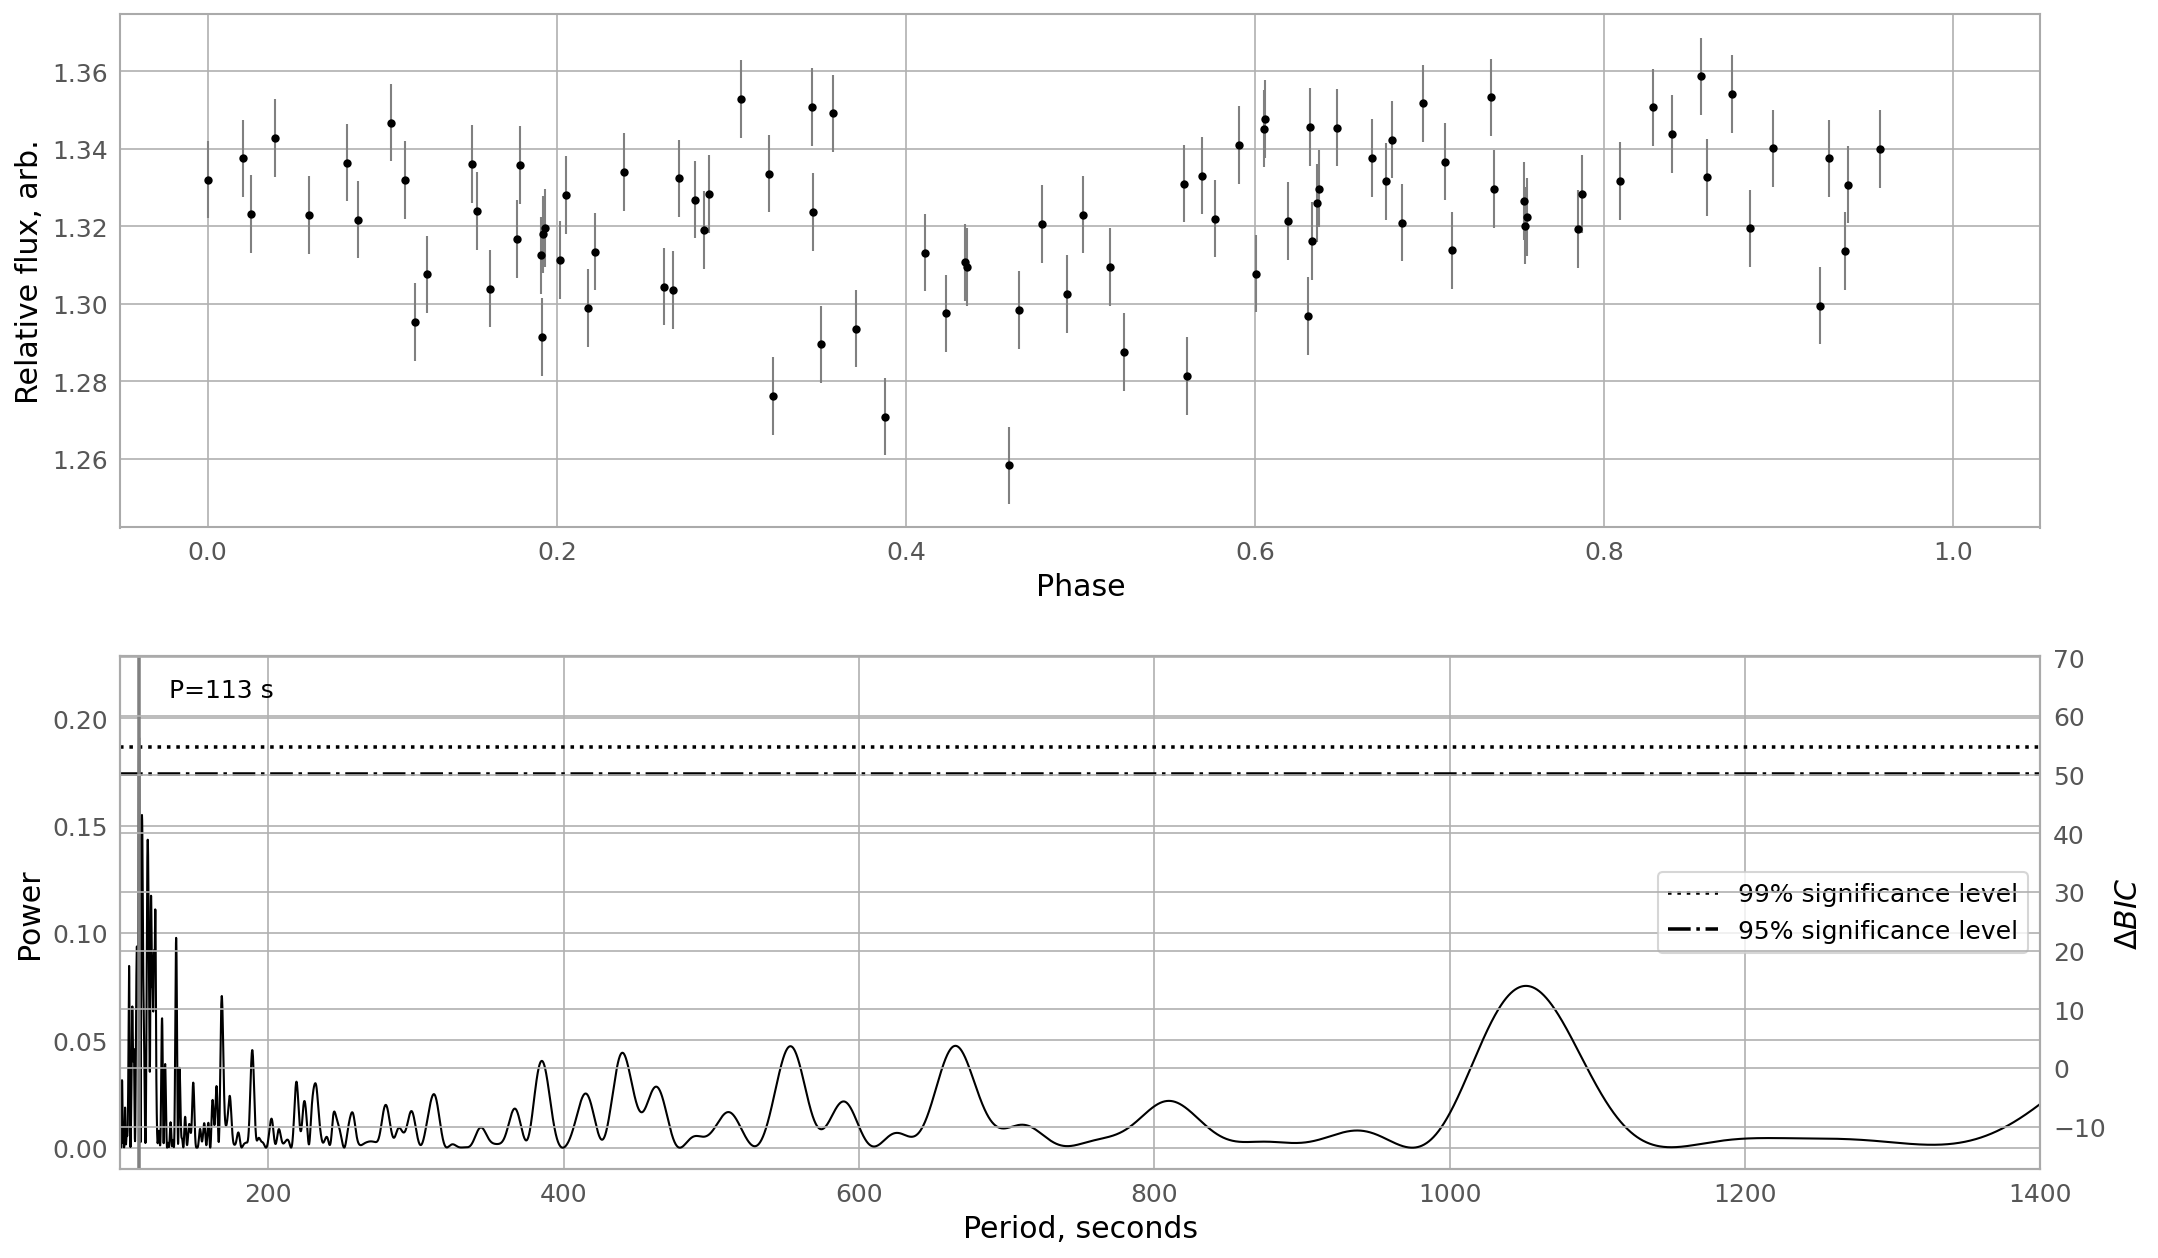 1.36
1.34
1.32
1.30
1.28
1.26
Relative flux, arb.
0.0 0.2 0.4 0.6 0.8 1.0
Phase
P=113 s
0.20
0.15
0.10
0.05
0.00
Power
70
60
50
40
30
20
10
0
−10
ΔBIC
99% significance level
95% significance level
200 400 600 800 1000 1200 1400
Period, seconds